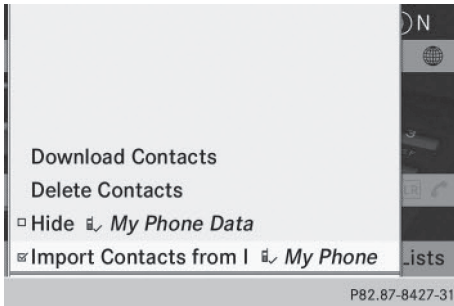 N
Download Contacts
Delete Contacts
Hide My Phone Data
Import Contacts from I My Phone
Lists
P82.87-8427-31